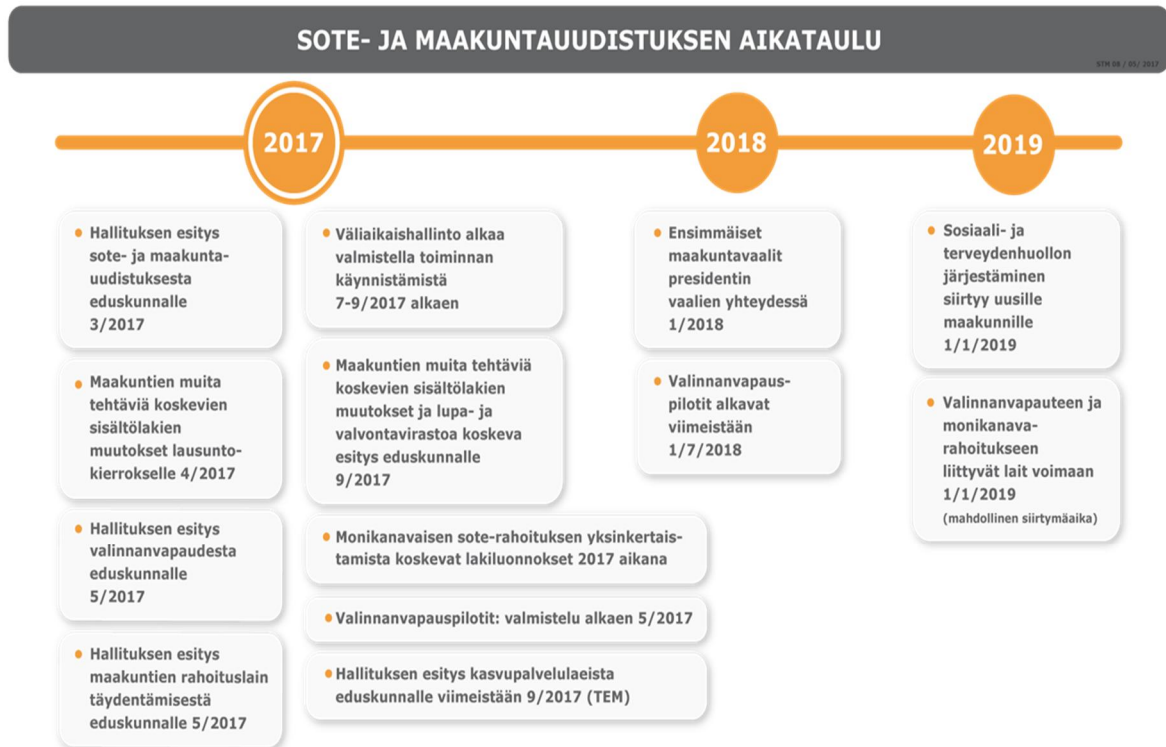 SOTE- JA MAAKUNTAUUDISTUKSEN AIKATAULU
STM 08 / 05/ 2017
2017
2018
2019
Hallituksen esitys
sote- ja maakunta-
uudistuksesta
eduskunnalle
3/2017
Maakuntien muita
tehtäviä koskevien
sisältölakien
muutokset lausunto-
kierrokselle 4/2017
Hallituksen esitys
valinnanvapaudesta
eduskunnalle
5/2017
Hallituksen esitys
maakuntien rahoituslain
täydentämisestä
eduskunnalle 5/2017
Väliaikaishallinto alkaa
valmistella toiminnan
käynnistämistä
7-9/2017 alkaen
Maakuntien muita tehtäviä
koskevien sisältölakien
muutokset ja lupa- ja
valvontavirastoa koskeva
esitys eduskunnalle
9/2017
Monikanavaisen sote-rahoituksen yksinkertais-
tamista koskevat lakiluonnokset 2017 aikana
Valinnanvapauspilotit: valmistelu alkaen 5/2017
Hallituksen esitys kasvupalvelulaeista
eduskunnalle viimeistään 9/2017 (TEM)
Ensimmäiset
maakuntavaalit
presidentin
vaalien yhteydessä
1/2018
Valinnanvapaus-
pilotit alkavat
viimeistään
1/7/2018
Sosiaali- ja
terveydenhuollon
järjestäminen
siirtyy uusille
maakunnille
1/1/2019
Valinnanvapauteen ja
monikanava-
rahoitukseen
liittyvät lait voimaan
1/1/2019
(mahdollinen siirtymäaika)